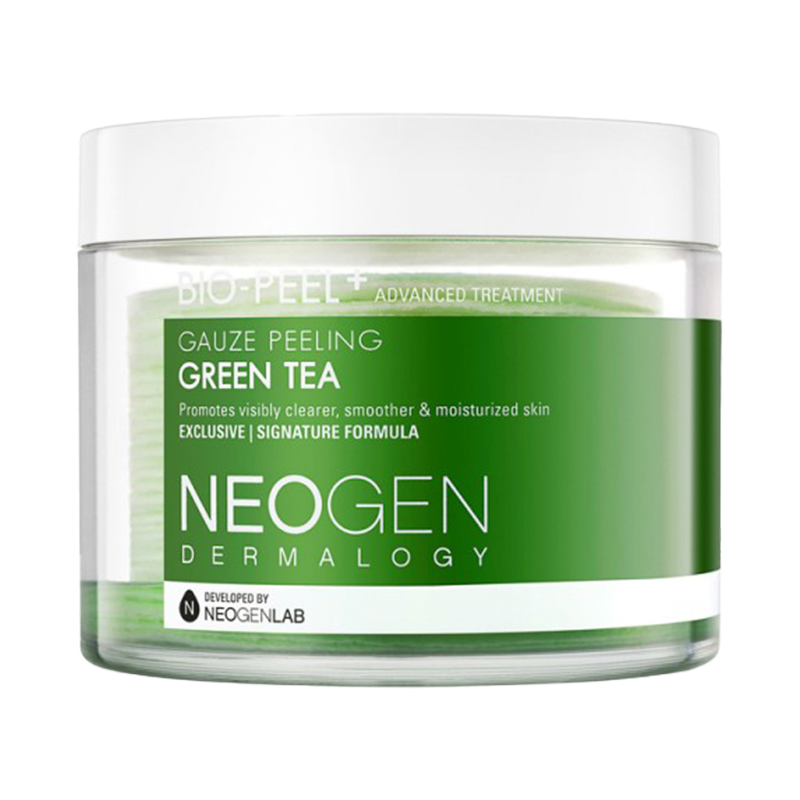 BIO-PEEL+ ADVANCED TREATMENT
GAUZE PEELING
GREEN TEA
Promotes visibly clearer, smoother & moisturized skin
EXCLUSIVE | SIGNATURE FORMULA
NEOGEN
DERMALOGY
N DEVELOPED BY
NEOGENLAB